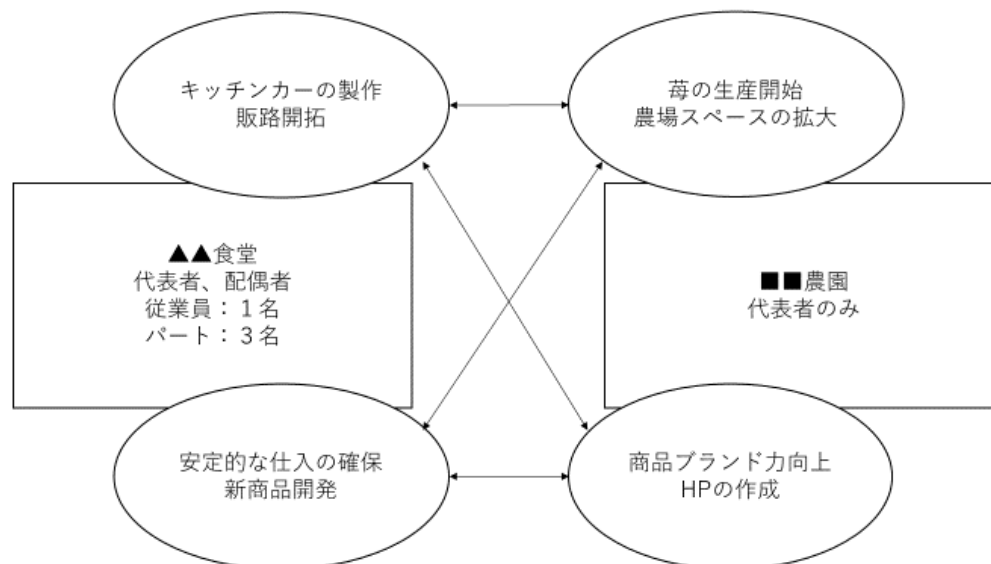 キッチンカーの製作
販路開拓
苺の生産開始
農場スペースの拡大
▲▲食堂
代表者、配偶者
従業員：１名
パート：３名
■■農園
代表者のみ
安定的な仕入の確保
新商品開発
商品ブランド力向上
HPの作成